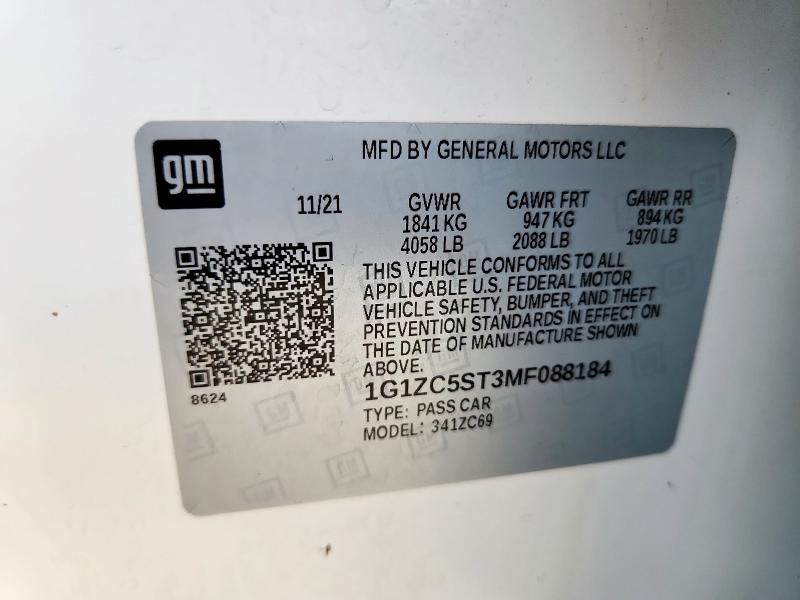 gm
MFD BY GENERAL MOTORS LLC
11/21
GVWR
1841 KG
4058 LB
GAWR FRT
947 KG
2088 LB
GAWR RR
894 KG
1970 LB
THIS VEHICLE CONFORMS TO ALL
APPLICABLE U.S. FEDERAL MOTOR
VEHICLE SAFETY, BUMPER, AND THEFT
PREVENTION STANDARDS IN EFFECT ON
THE DATE OF MANUFACTURE SHOWN
ABOVE.
8624
1G1ZC5ST3MF088184
TYPE: PASS CAR
MODEL: 341ZC69